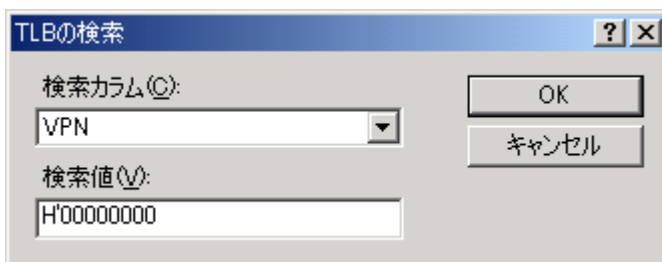 TLBの検索
検索カラム(C):
VPN
OK
キャンセル
検索値(V):
H'00000000